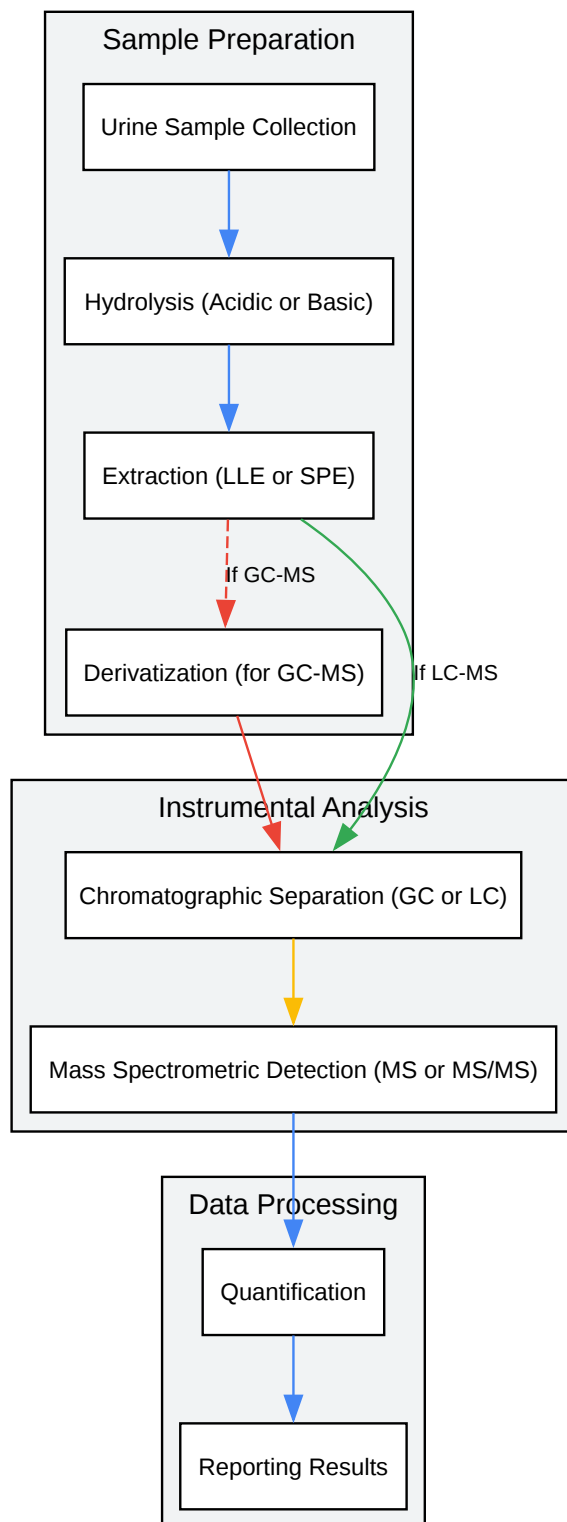 Sample Preparation
Urine Sample Collection
Hydrolysis (Acidic or Basic)
Extraction (LLE or SPE)
If GC-MS
Derivatization (for GC-MS)
If LC-MS
Instrumental Analysis
Chromatographic Separation (GC or LC)
Mass Spectrometric Detection (MS or MS/MS)
Data Processing
Quantification
Reporting Results